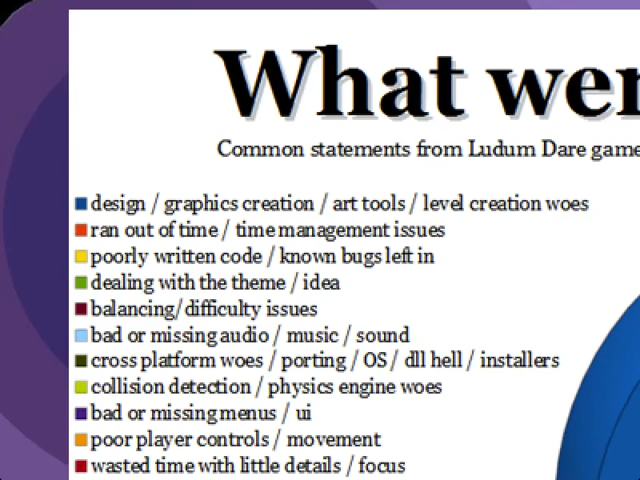 What wer
Common statements from Ludum Dare game
design / graphics creation / art tools / level creation woes
ran out of time / time management issues
poorly written code / known bugs left in
dealing with the theme / idea
balancing/difficulty issues
bad or missing audio / music / sound
cross platform woes / porting / OS / dll hell / installers
collision detection / physics engine woes
bad or missing menus / ui
poor player controls / movement
wasted time with little details / focus